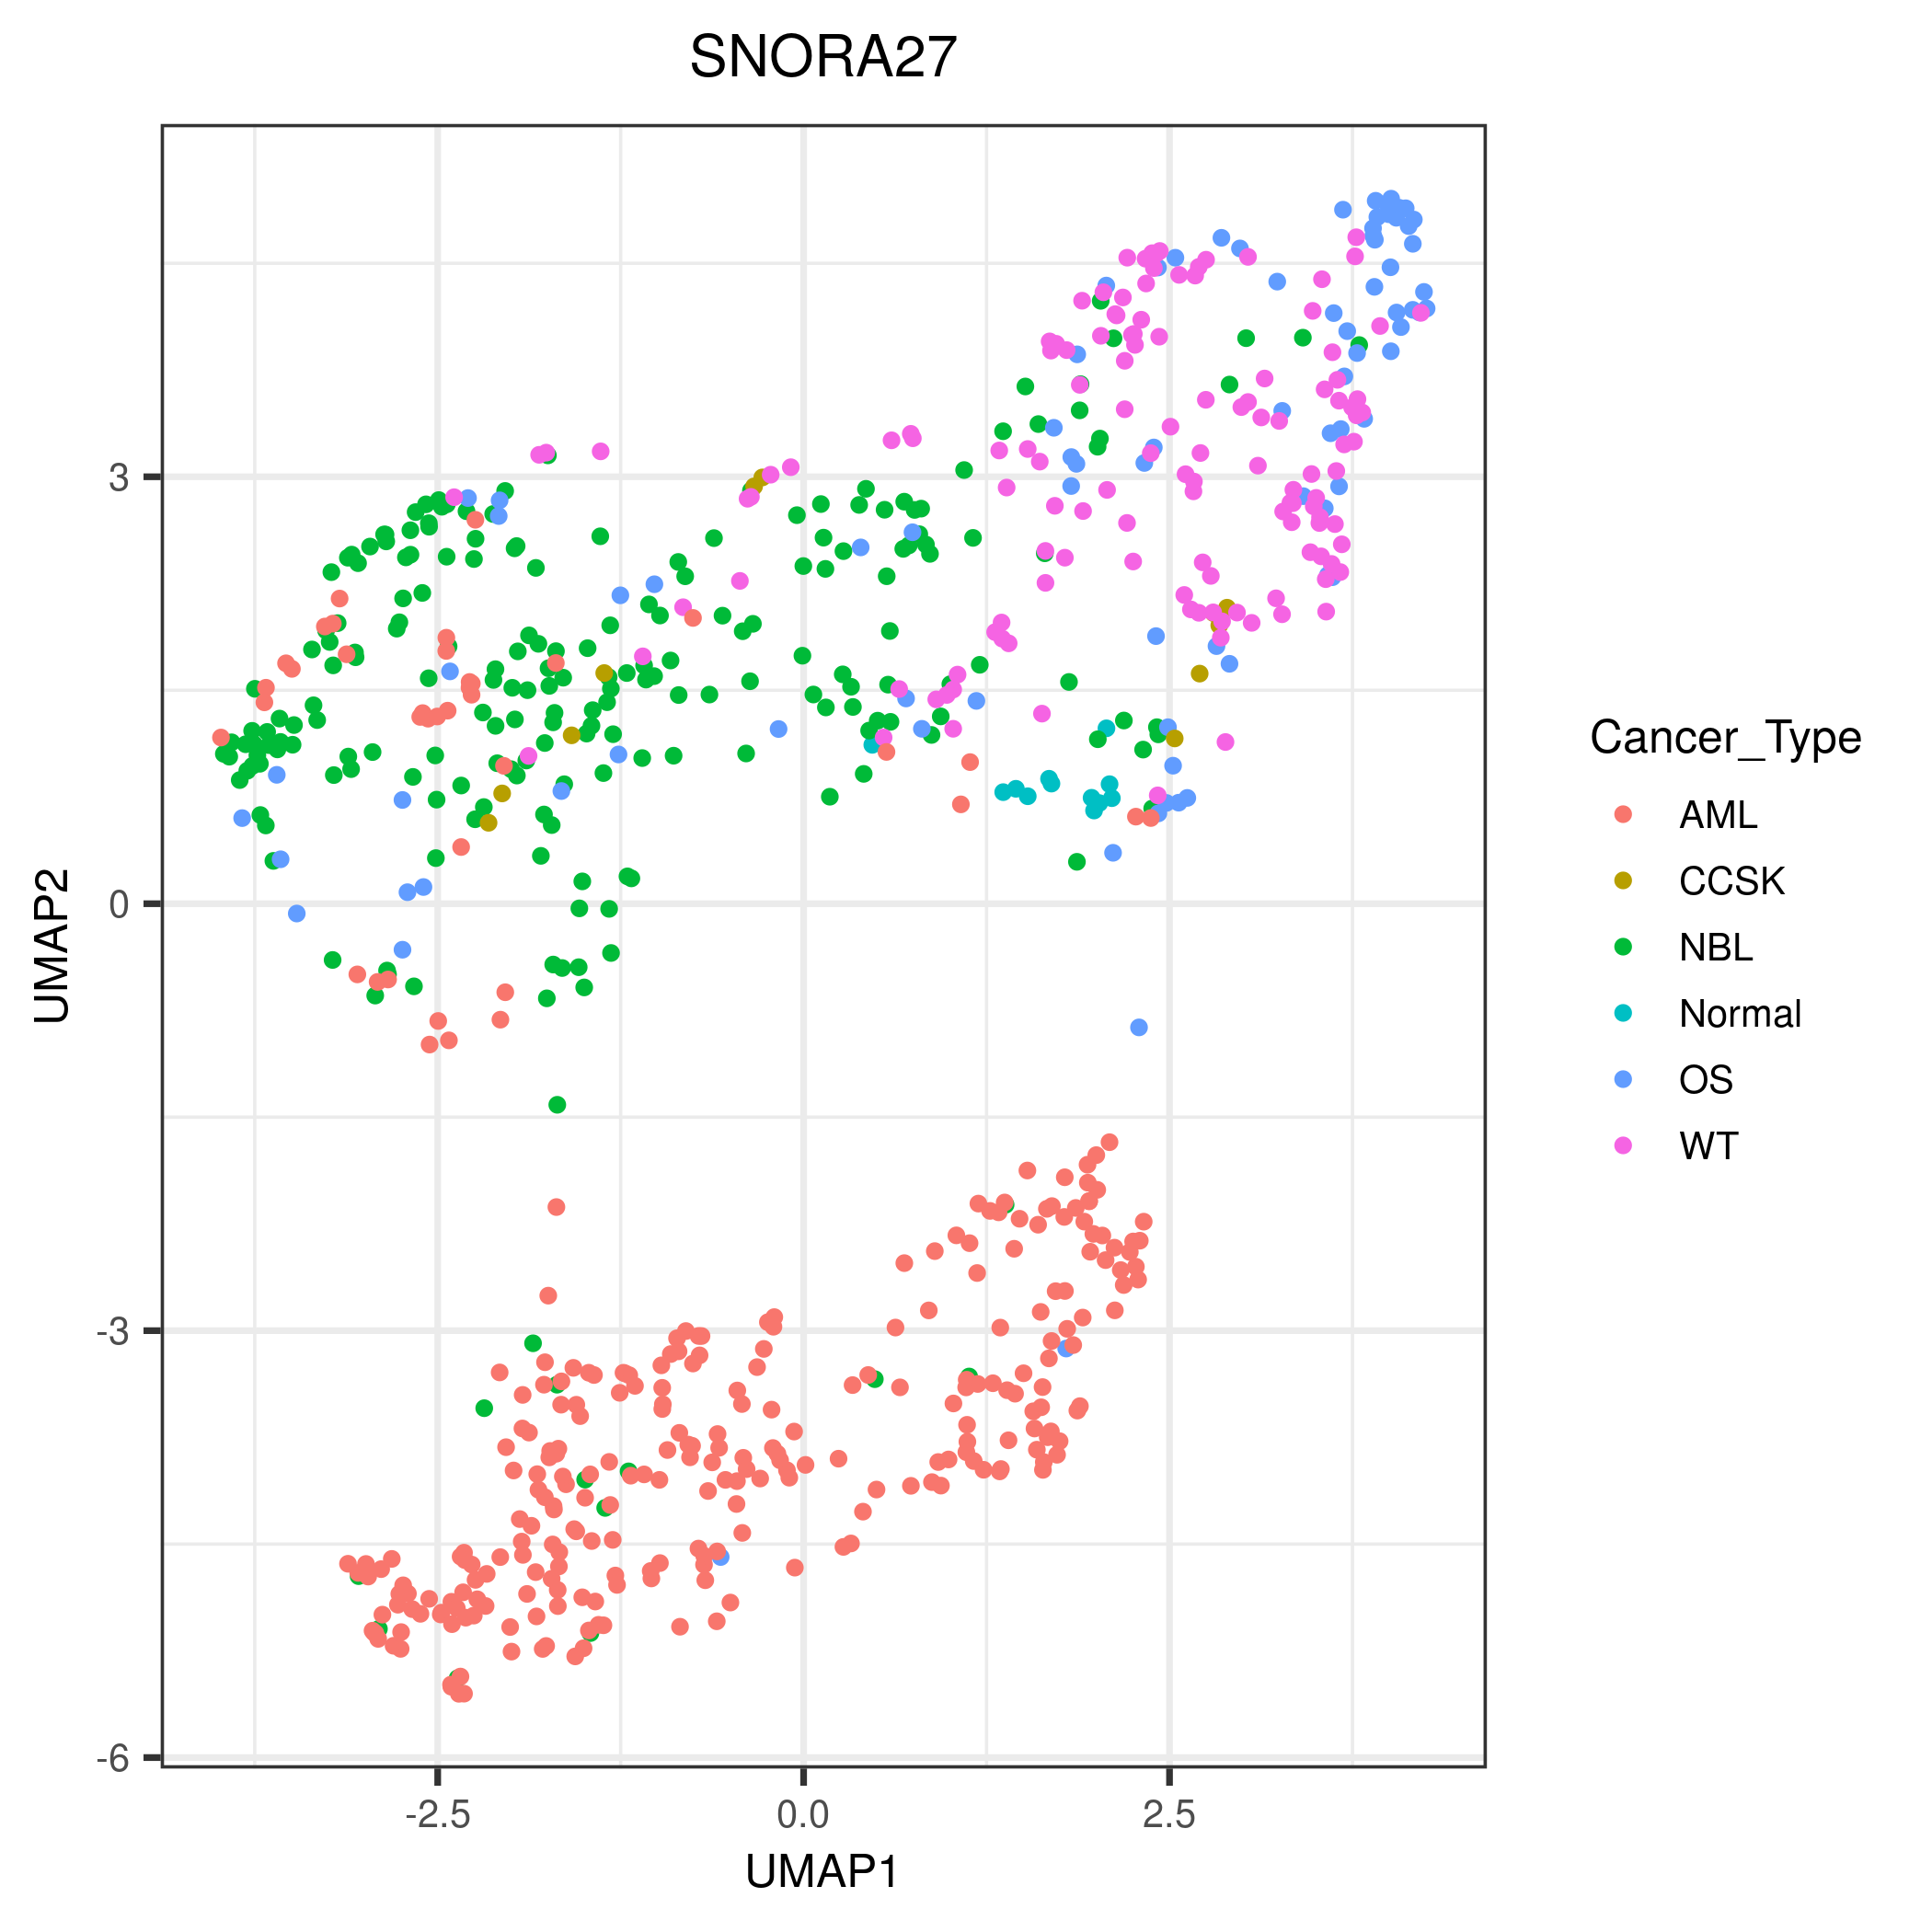 SNORA27
3
0
-3
-6
-2.5 0.0 2.5
UMAP1
UMAP2
Cancer_Type
AML
CCSK
NBL
Normal
OS
WT